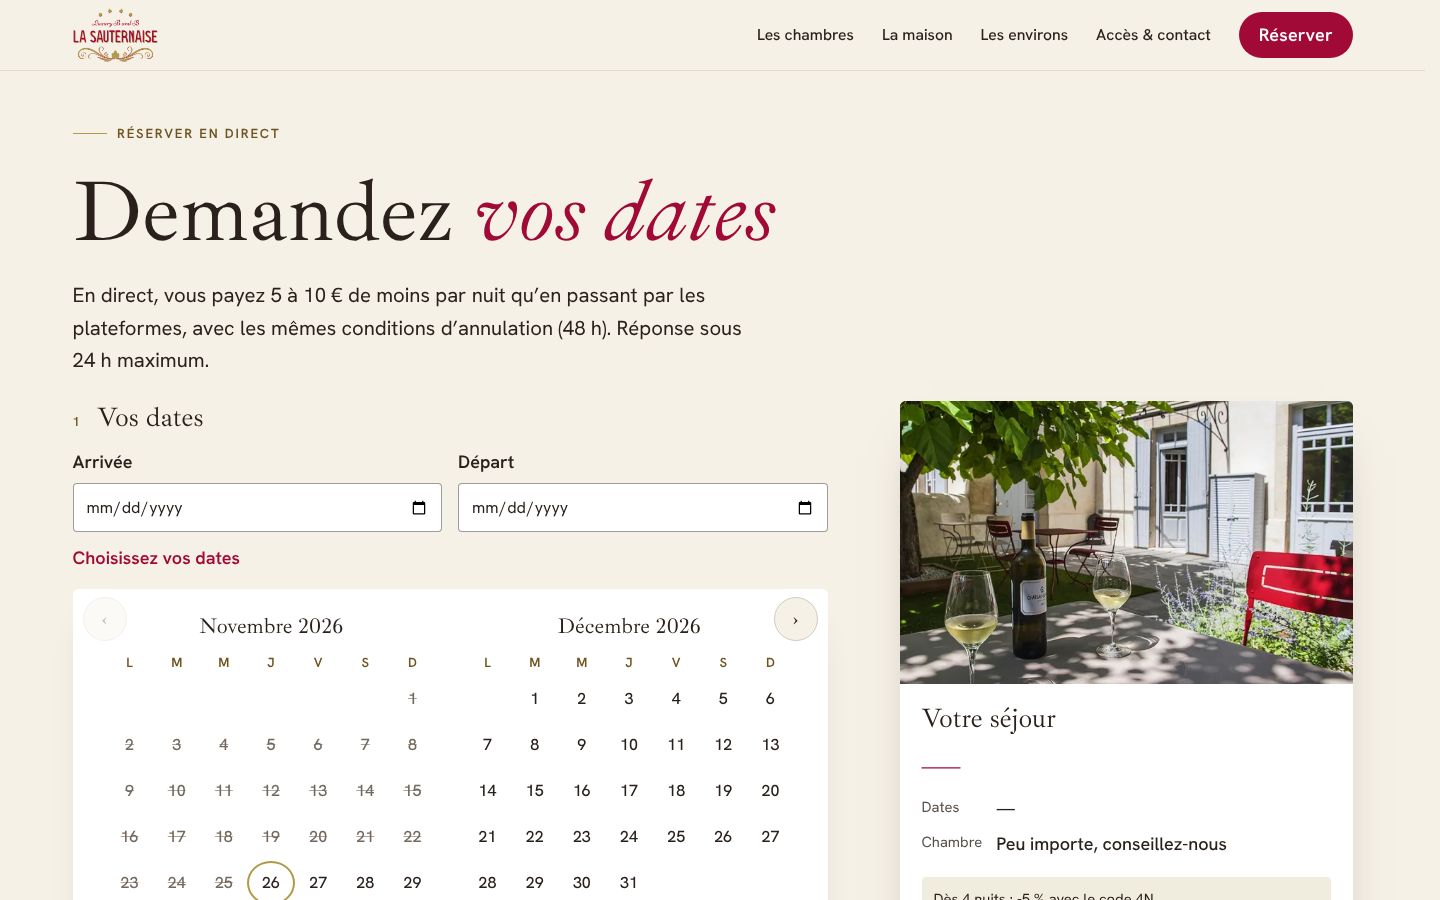 Luxury B and B
LA SAUTERNAISE
Les chambres
La maison
Les environs
Accès & contact
Réserver
RÉSERVER EN DIRECT
Demandez vos dates
En direct, vous payez 5 à 10 € de moins par nuit qu’en passant par les
plateformes, avec les mêmes conditions d’annulation (48 h). Réponse sous
24 h maximum.
1 Vos dates
Arrivée
Départ
mm/dd/yyyy
mm/dd/yyyy
Choisissez vos dates
‹
Novembre 2026
L M M J V S D
1
2 3 4 5 6 7 8
9 10 11 12 13 14 15
16 17 18 19 20 21 22
23 24 25 26 27 28 29
Décembre 2026
›
L M M J V S D
1 2 3 4 5 6
7 8 9 10 11 12 13
14 15 16 17 18 19 20
21 22 23 24 25 26 27
28 29 30 31
Votre séjour
Dates —
Chambre Peu importe, conseillez-nous
Dès 4 nuits : -5 % avec le code 4N